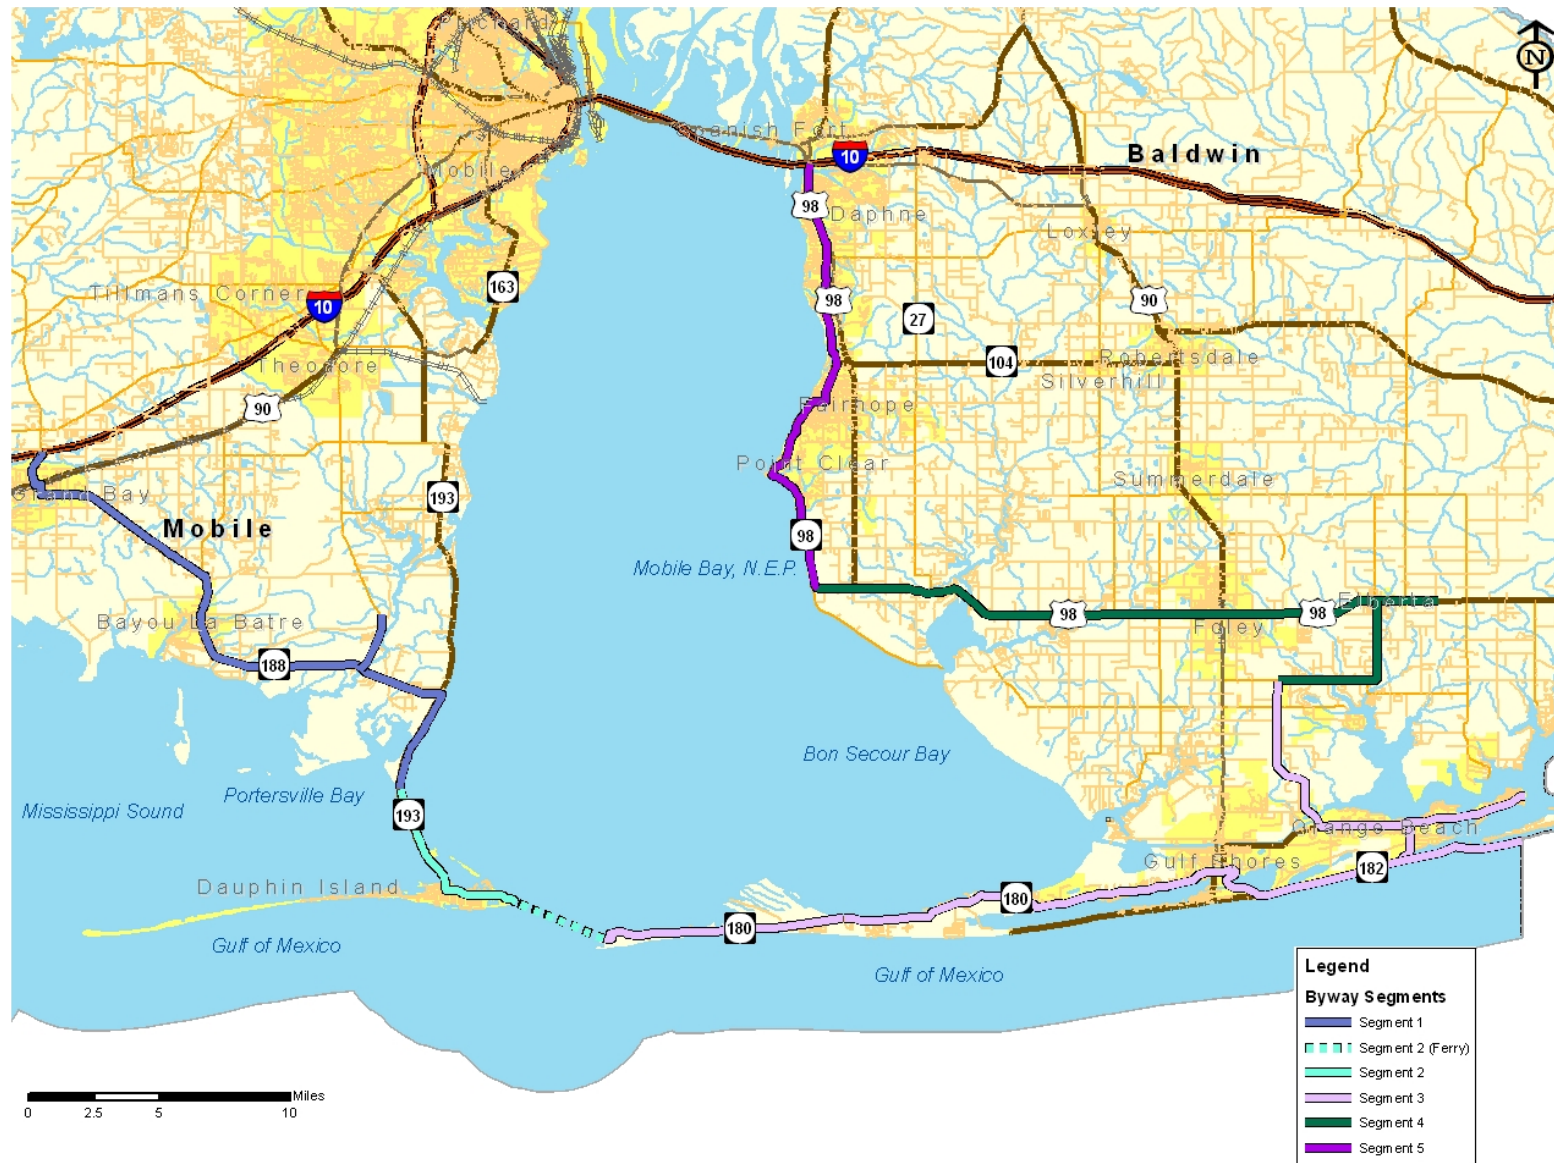 Prichard
N
Spanish Fort
10
Baldwin
Mobile
98
Daphne
Loxley
163
Tillmans Corner
10
98
90
27
Theodore
104
Robertsdale
Silverhill
90
Fairhope
Point Clear
Summerdale
Grand Bay
193
Mobile
98
Mobile Bay, N.E.P.
Elberta
98
98
Bayou La Batre
Foley
188
Bon Secour Bay
Portersville Bay
Mississippi Sound
193
Orange Beach
Gulf Shores
182
Dauphin Island
180
180
Gulf of Mexico
Gulf of Mexico
Legend
Byway Segments
Segment 1
Segment 2 (Ferry)
Segment 2
Segment 3
Segment 4
Segment 5
Miles
0 2.5 5 10